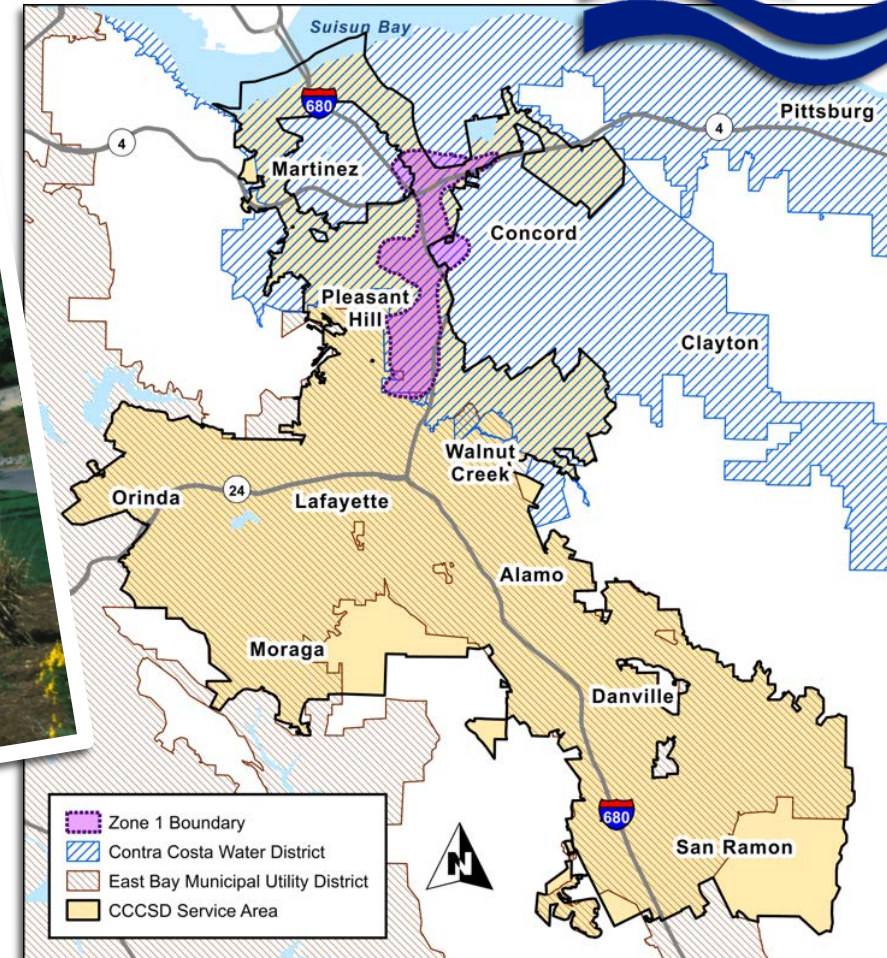 Suisun Bay
680
Pittsburg
4
4
Martinez
Concord
Pleasant
Hill
Clayton
Walnut
Creek
Orinda
24
Lafayette
Alamo
Moraga
Danville
680
San Ramon
Zone 1 Boundary
Contra Costa Water District
East Bay Municipal Utility District
CCCSD Service Area
N